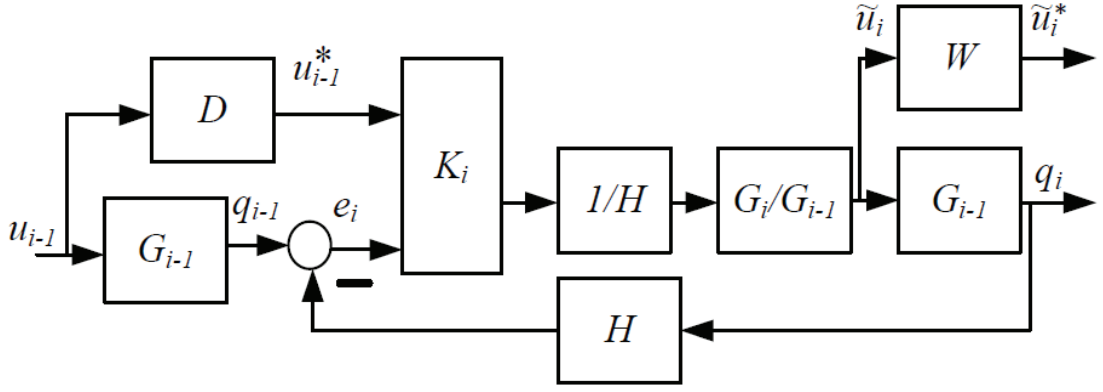 ũᵢ
ũᵢ*
D
u*ᵢ₋₁
W
Kᵢ
1/H
Gᵢ/Gᵢ₋₁
Gᵢ₋₁
qᵢ
uᵢ₋₁
Gᵢ₋₁
qᵢ₋₁
eᵢ
H